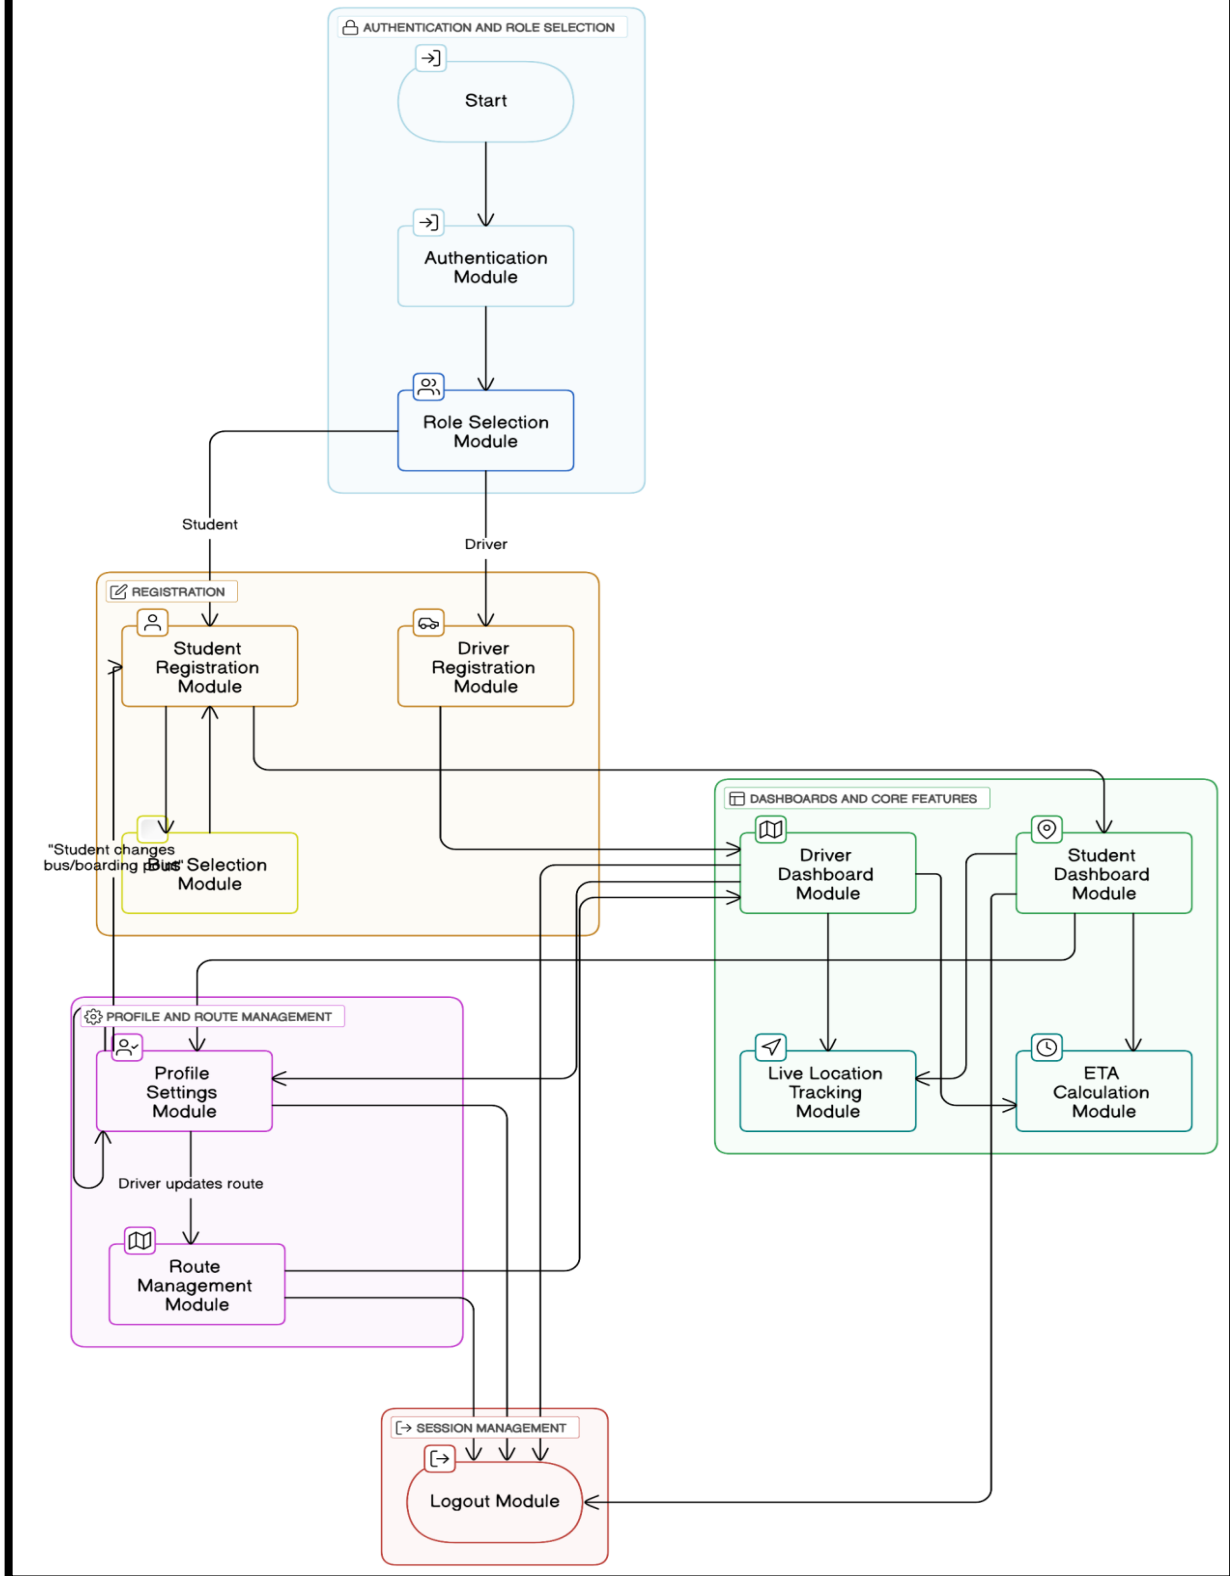 AUTHENTICATION AND ROLE SELECTION
Start
Authentication
Module
Role Selection
Module
Student
Driver
REGISTRATION
Student
Registration
Module
Driver
Registration
Module
"Student changes
bus/boarding point"
Bus Selection
Module
DASHBOARDS AND CORE FEATURES
Driver
Dashboard
Module
Student
Dashboard
Module
Live Location
Tracking
Module
ETA
Calculation
Module
PROFILE AND ROUTE MANAGEMENT
Profile
Settings
Module
Driver updates route
Route
Management
Module
SESSION MANAGEMENT
Logout Module